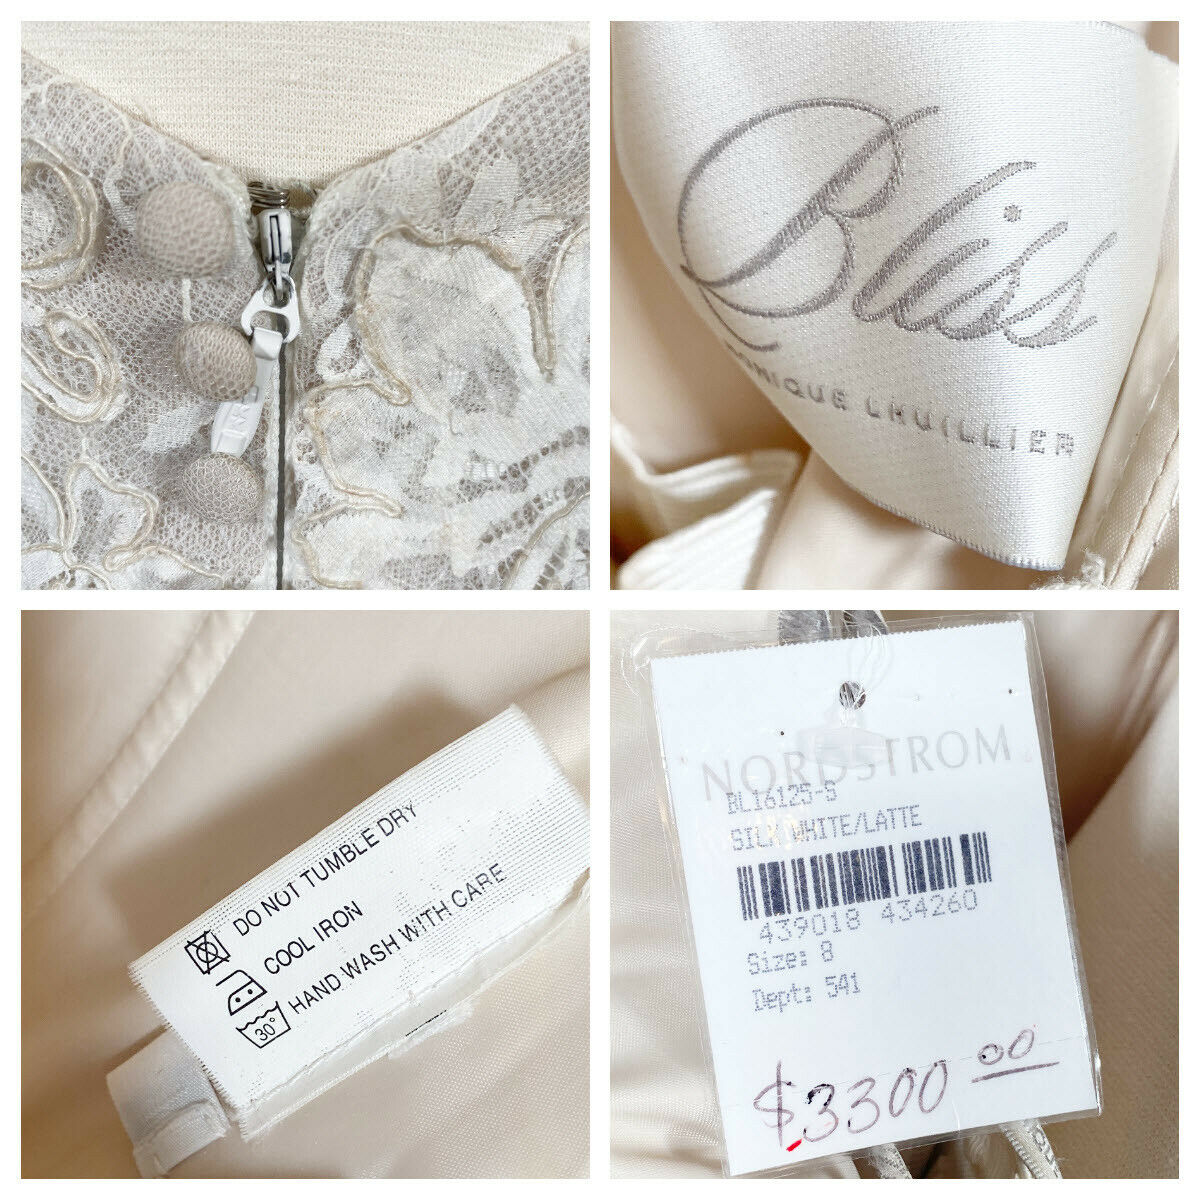 YKK
Bliss
MONIQUE LHUILLIER
DO NOT TUMBLE DRY
COOL IRON
30° HAND WASH WITH CARE
NORDSTROM
BL16125-S
SILK WHITE/LATTE
439018 434260
Size: 8
Dept: 541
$3300.00